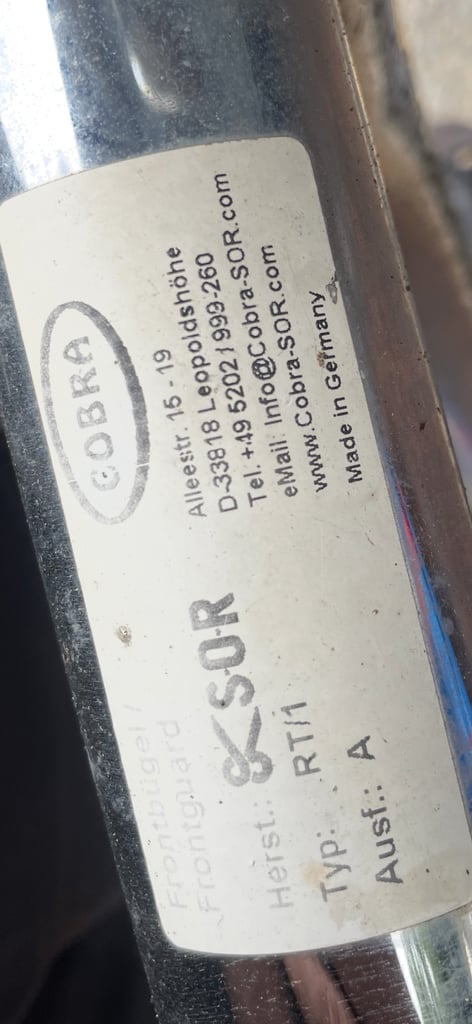 Frontbügel/
Frontguard
Herst.: SOR
Typ: RT/1
Ausf.: A
COBRA
Alleestr. 15 - 19
D-33818 Leopoldshöhe
Tel. +49 5202 / 999-260
eMail: Info@Cobra-SOR.com
www.Cobra-SOR.com
Made in Germany